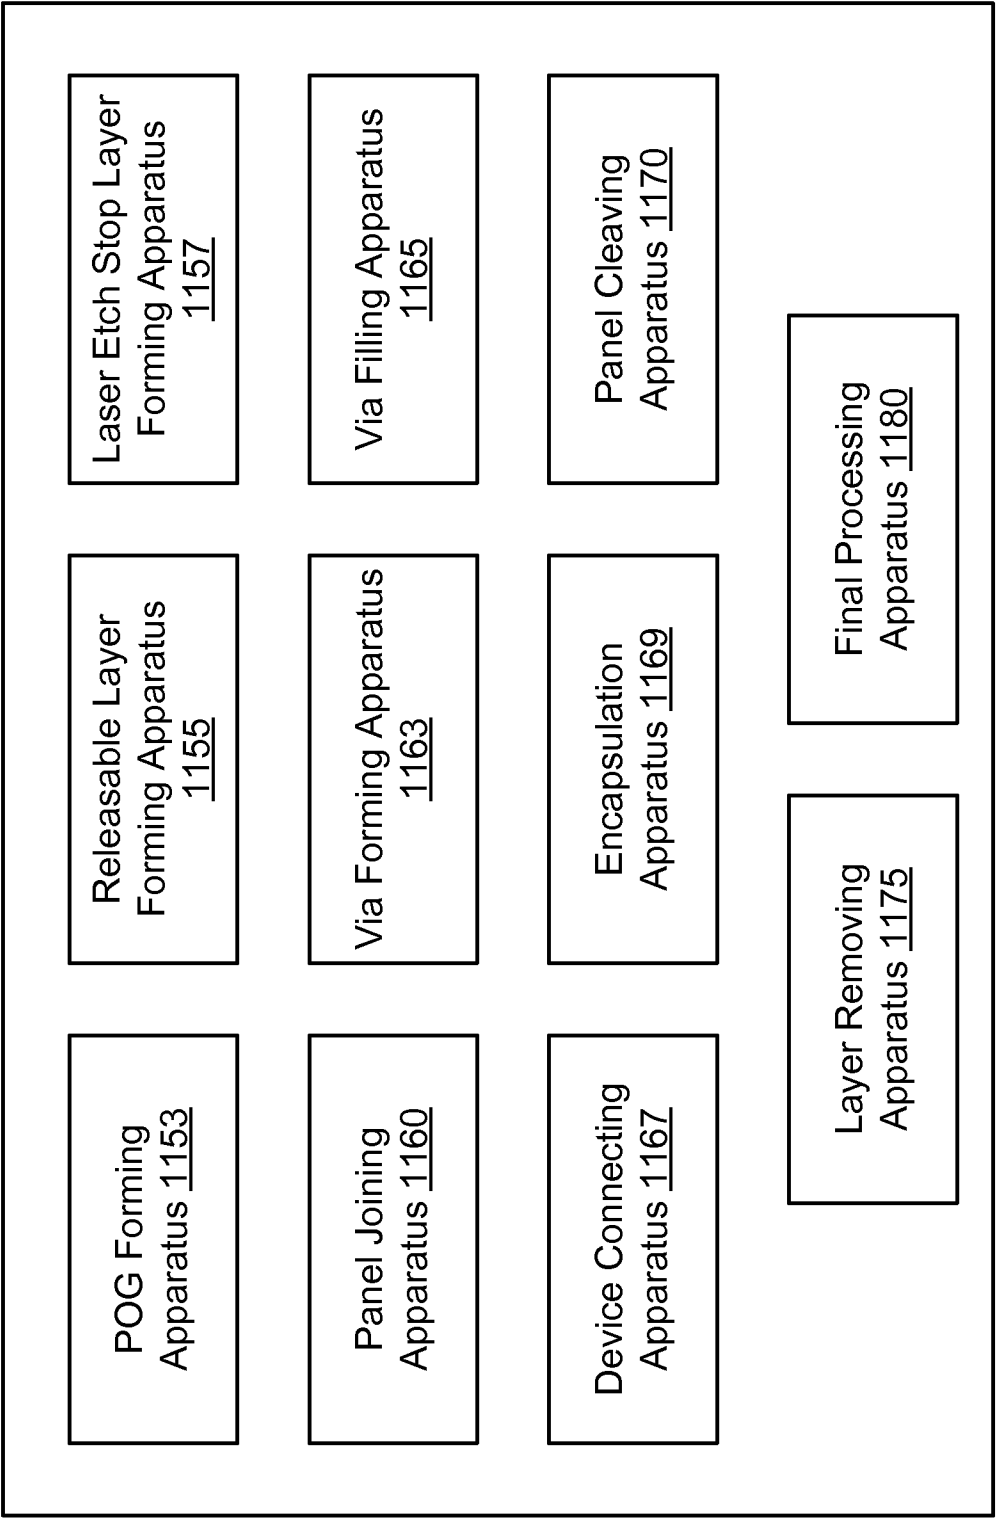 POG Forming
Apparatus 1153
Releasable Layer
Forming Apparatus
1155
Laser Etch Stop Layer
Forming Apparatus
1157
Panel Joining
Apparatus 1160
Via Forming Apparatus
1163
Via Filling Apparatus
1165
Device Connecting
Apparatus 1167
Encapsulation
Apparatus 1169
Panel Cleaving
Apparatus 1170
Layer Removing
Apparatus 1175
Final Processing
Apparatus 1180